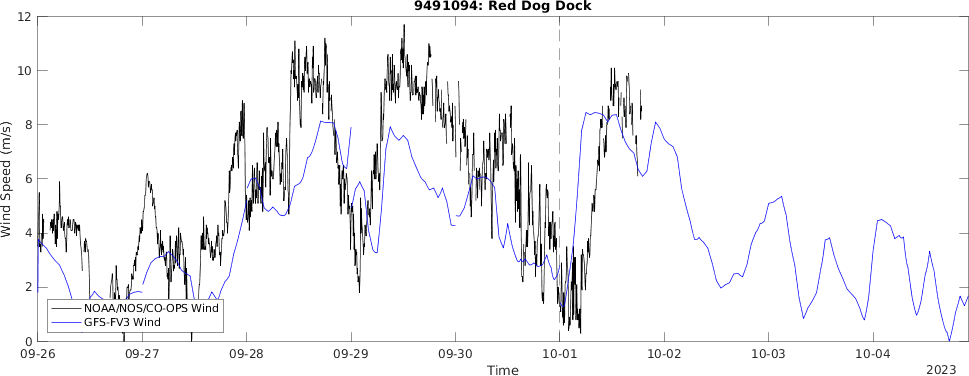 9491094: Red Dog Dock
12
10
8
6
4
2
0
Wind Speed (m/s)
NOAA/NOS/CO-OPS Wind
GFS-FV3 Wind
09-26 09-27 09-28 09-29 09-30 10-01 10-02 10-03 10-04
Time
2023